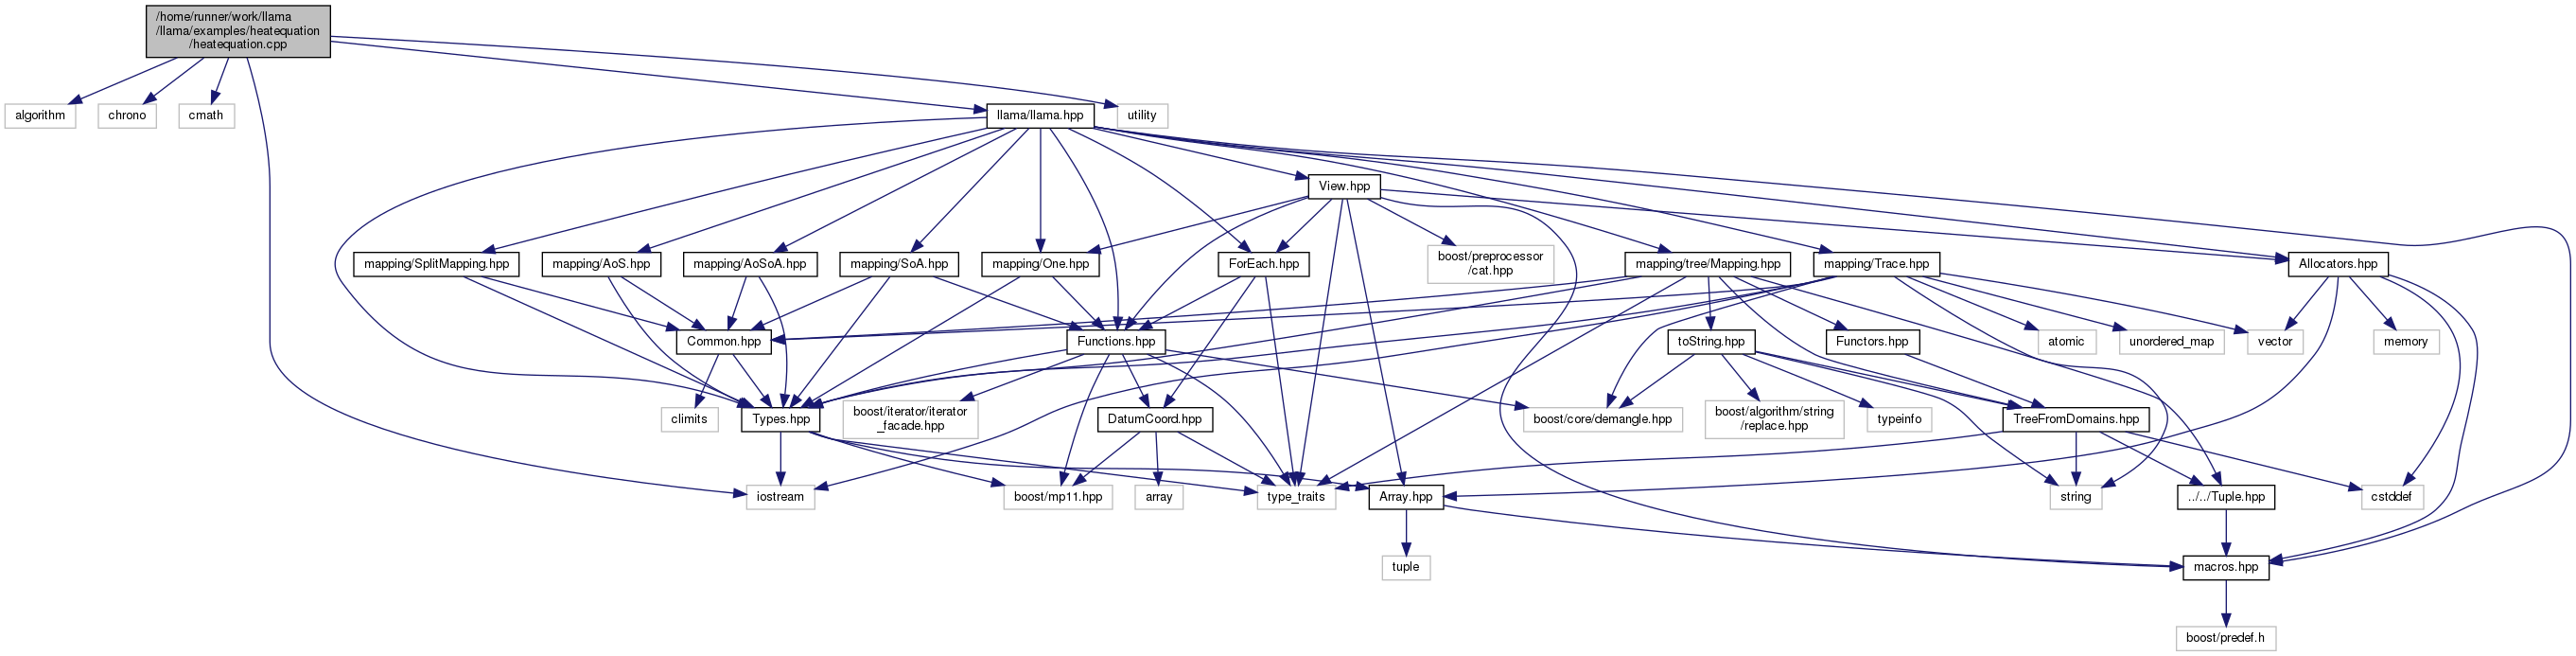 /home/runner/work/llama
/llama/examples/heatequation
/heatequation.cpp
algorithm
chrono
cmath
llama/llama.hpp
utility
View.hpp
mapping/SplitMapping.hpp
mapping/AoS.hpp
mapping/AoSoA.hpp
mapping/SoA.hpp
mapping/One.hpp
ForEach.hpp
boost/preprocessor
/cat.hpp
mapping/tree/Mapping.hpp
mapping/Trace.hpp
Allocators.hpp
Common.hpp
Functions.hpp
toString.hpp
Functors.hpp
atomic
unordered_map
vector
memory
climits
Types.hpp
boost/iterator/iterator
_facade.hpp
DatumCoord.hpp
boost/core/demangle.hpp
boost/algorithm/string
/replace.hpp
typeinfo
TreeFromDomains.hpp
iostream
boost/mp11.hpp
array
type_traits
Array.hpp
string
../../Tuple.hpp
cstddef
tuple
macros.hpp
boost/predef.h